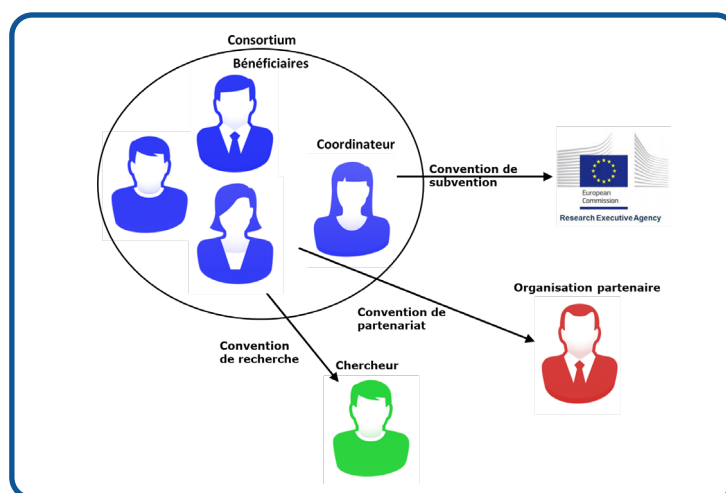 Consortium
Bénéficiaires
Coordinateur
Convention de
subvention
European
Commission
Research Executive Agency
Organisation partenaire
Convention de
partenariat
Convention
de recherche
Chercheur